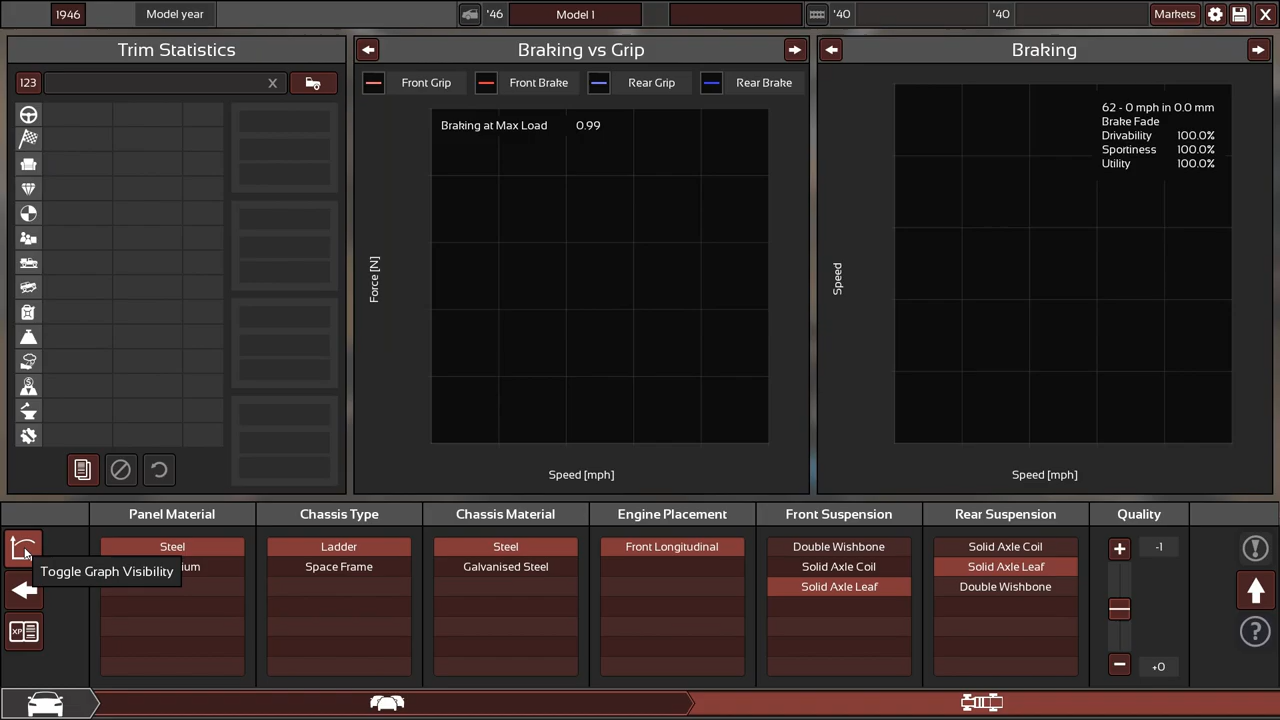 1946
Model year
'46
Model 1
'40
'40
Markets
Trim Statistics
123
X
Braking vs Grip
Front Grip
Front Brake
Rear Grip
Rear Brake
Braking at Max Load 0.99
Force [N]
Speed [mph]
Braking
62 - 0 mph in 0.0 mm
Brake Fade
Drivability 100.0%
Sportiness 100.0%
Utility 100.0%
Speed
Speed [mph]
Toggle Graph Visibility
XP
Panel Material
Steel
ium
Chassis Type
Ladder
Space Frame
Chassis Material
Steel
Galvanised Steel
Engine Placement
Front Longitudinal
Front Suspension
Double Wishbone
Solid Axle Coil
Solid Axle Leaf
Rear Suspension
Solid Axle Coil
Solid Axle Leaf
Double Wishbone
Quality
-1
+0